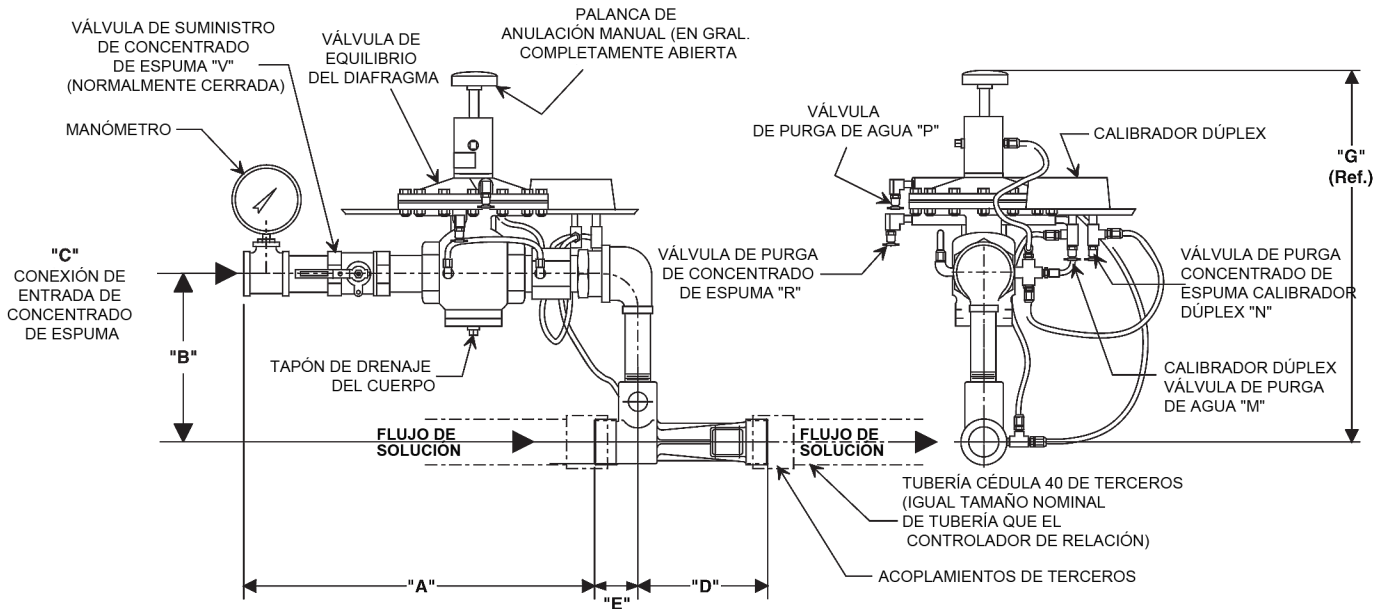 VÁLVULA DE SUMINISTRO
DE CONCENTRADO
DE ESPUMA "V"
(NORMALMENTE CERRADA)
MANÓMETRO
"C"
CONEXIÓN DE
ENTRADA DE
CONCENTRADO
DE ESPUMA
VÁLVULA DE
EQUILIBRIO
DEL DIAFRAGMA
PALANCA DE
ANULACIÓN MANUAL (EN GRAL.
COMPLETAMENTE ABIERTA
"B"
TAPÓN DE DRENAJE
DEL CUERPO
FLUJO DE
SOLUCIÓN
FLUJO DE
SOLUCIÓN
"A"
"E"
"D"
VÁLVULA
DE PURGA DE AGUA "P"
CALIBRADOR DÚPLEX
"G"
(Ref.)
VÁLVULA DE PURGA
DE CONCENTRADO
DE ESPUMA "R"
VÁLVULA DE PURGA
CONCENTRADO DE
ESPUMA CALIBRADOR
DÚPLEX "N"
CALIBRADOR DÚPLEX
VÁLVULA DE PURGA
DE AGUA "M"
TUBERÍA CÉDULA 40 DE TERCEROS
(IGUAL TAMAÑO NOMINAL
DE TUBERÍA QUE EL
CONTROLADOR DE RELACIÓN)
ACOPLAMIENTOS DE TERCEROS